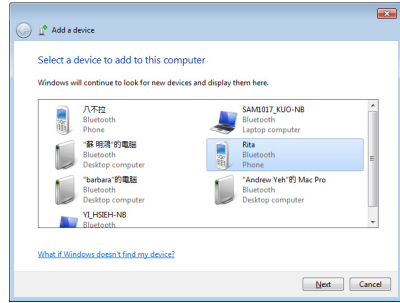 Add a device
Select a device to add to this computer
Windows will continue to look for new devices and display them here.
八不拉
Bluetooth
Phone
SAM1017_KUO-NB
Bluetooth
Laptop computer
"蘇 明鴻"的電腦
Bluetooth
Desktop computer
Rita
Bluetooth
Phone
"barbara"的電腦
Bluetooth
Desktop computer
"Andrew Yeh"的 Mac Pro
Bluetooth
Desktop computer
YI_HSIEH-NB
Bluetooth
What if Windows doesn't find my device?
Next
Cancel